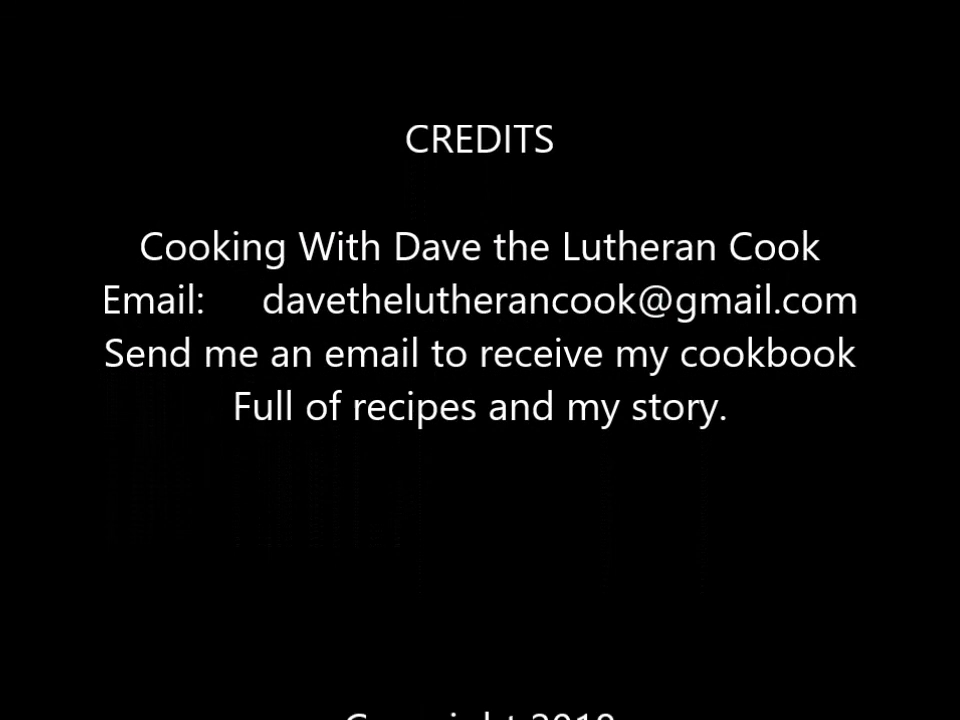 CREDITS
Cooking With Dave the Lutheran Cook
Email: davethelutherancook@gmail.com
Send me an email to receive my cookbook
Full of recipes and my story.